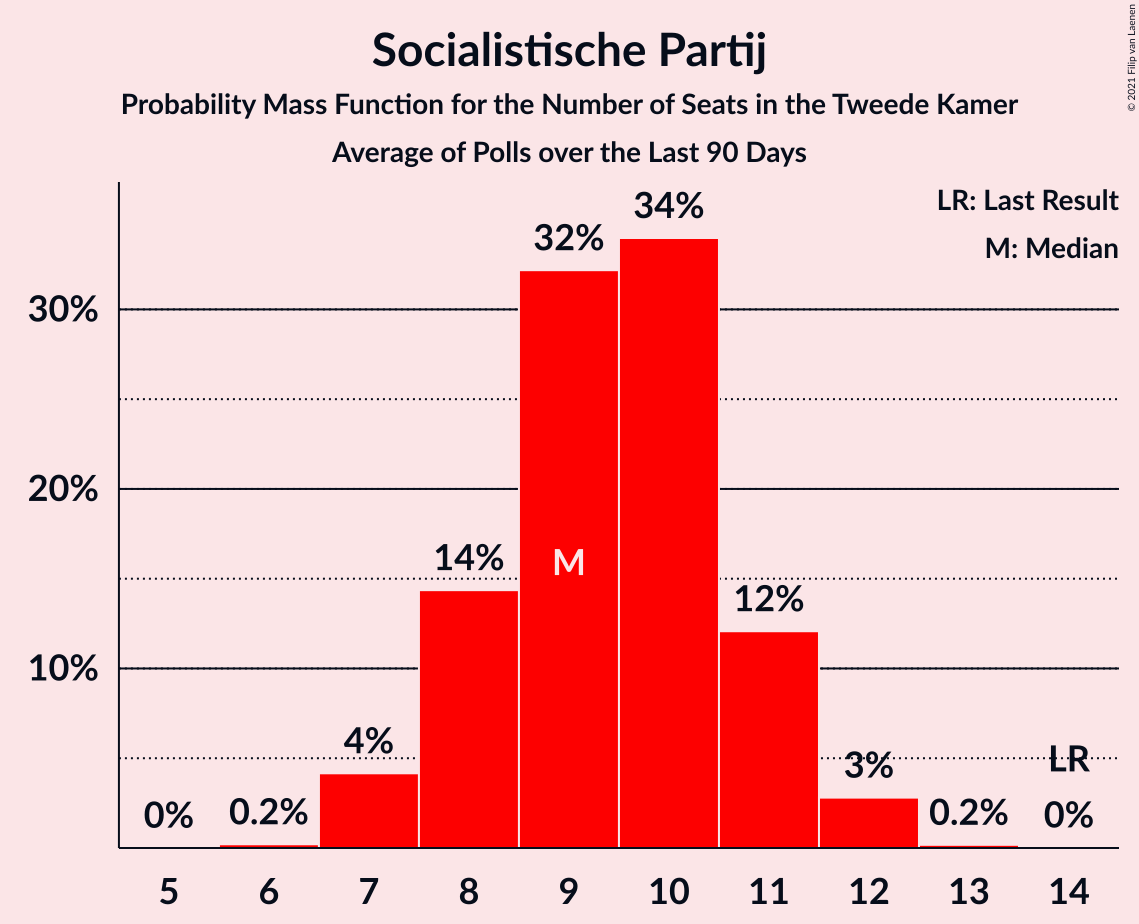 Socialistische Partij
Probability Mass Function for the Number of Seats in the Tweede Kamer
Average of Polls over the Last 90 Days
© 2021 Filip van Laenen
LR: Last Result
M: Median
34%
32%
30%
20%
14%
M
12%
10%
4%
3%
LR
0%
0.2%
0.2%
0%
5 6 7 8 9 10 11 12 13 14